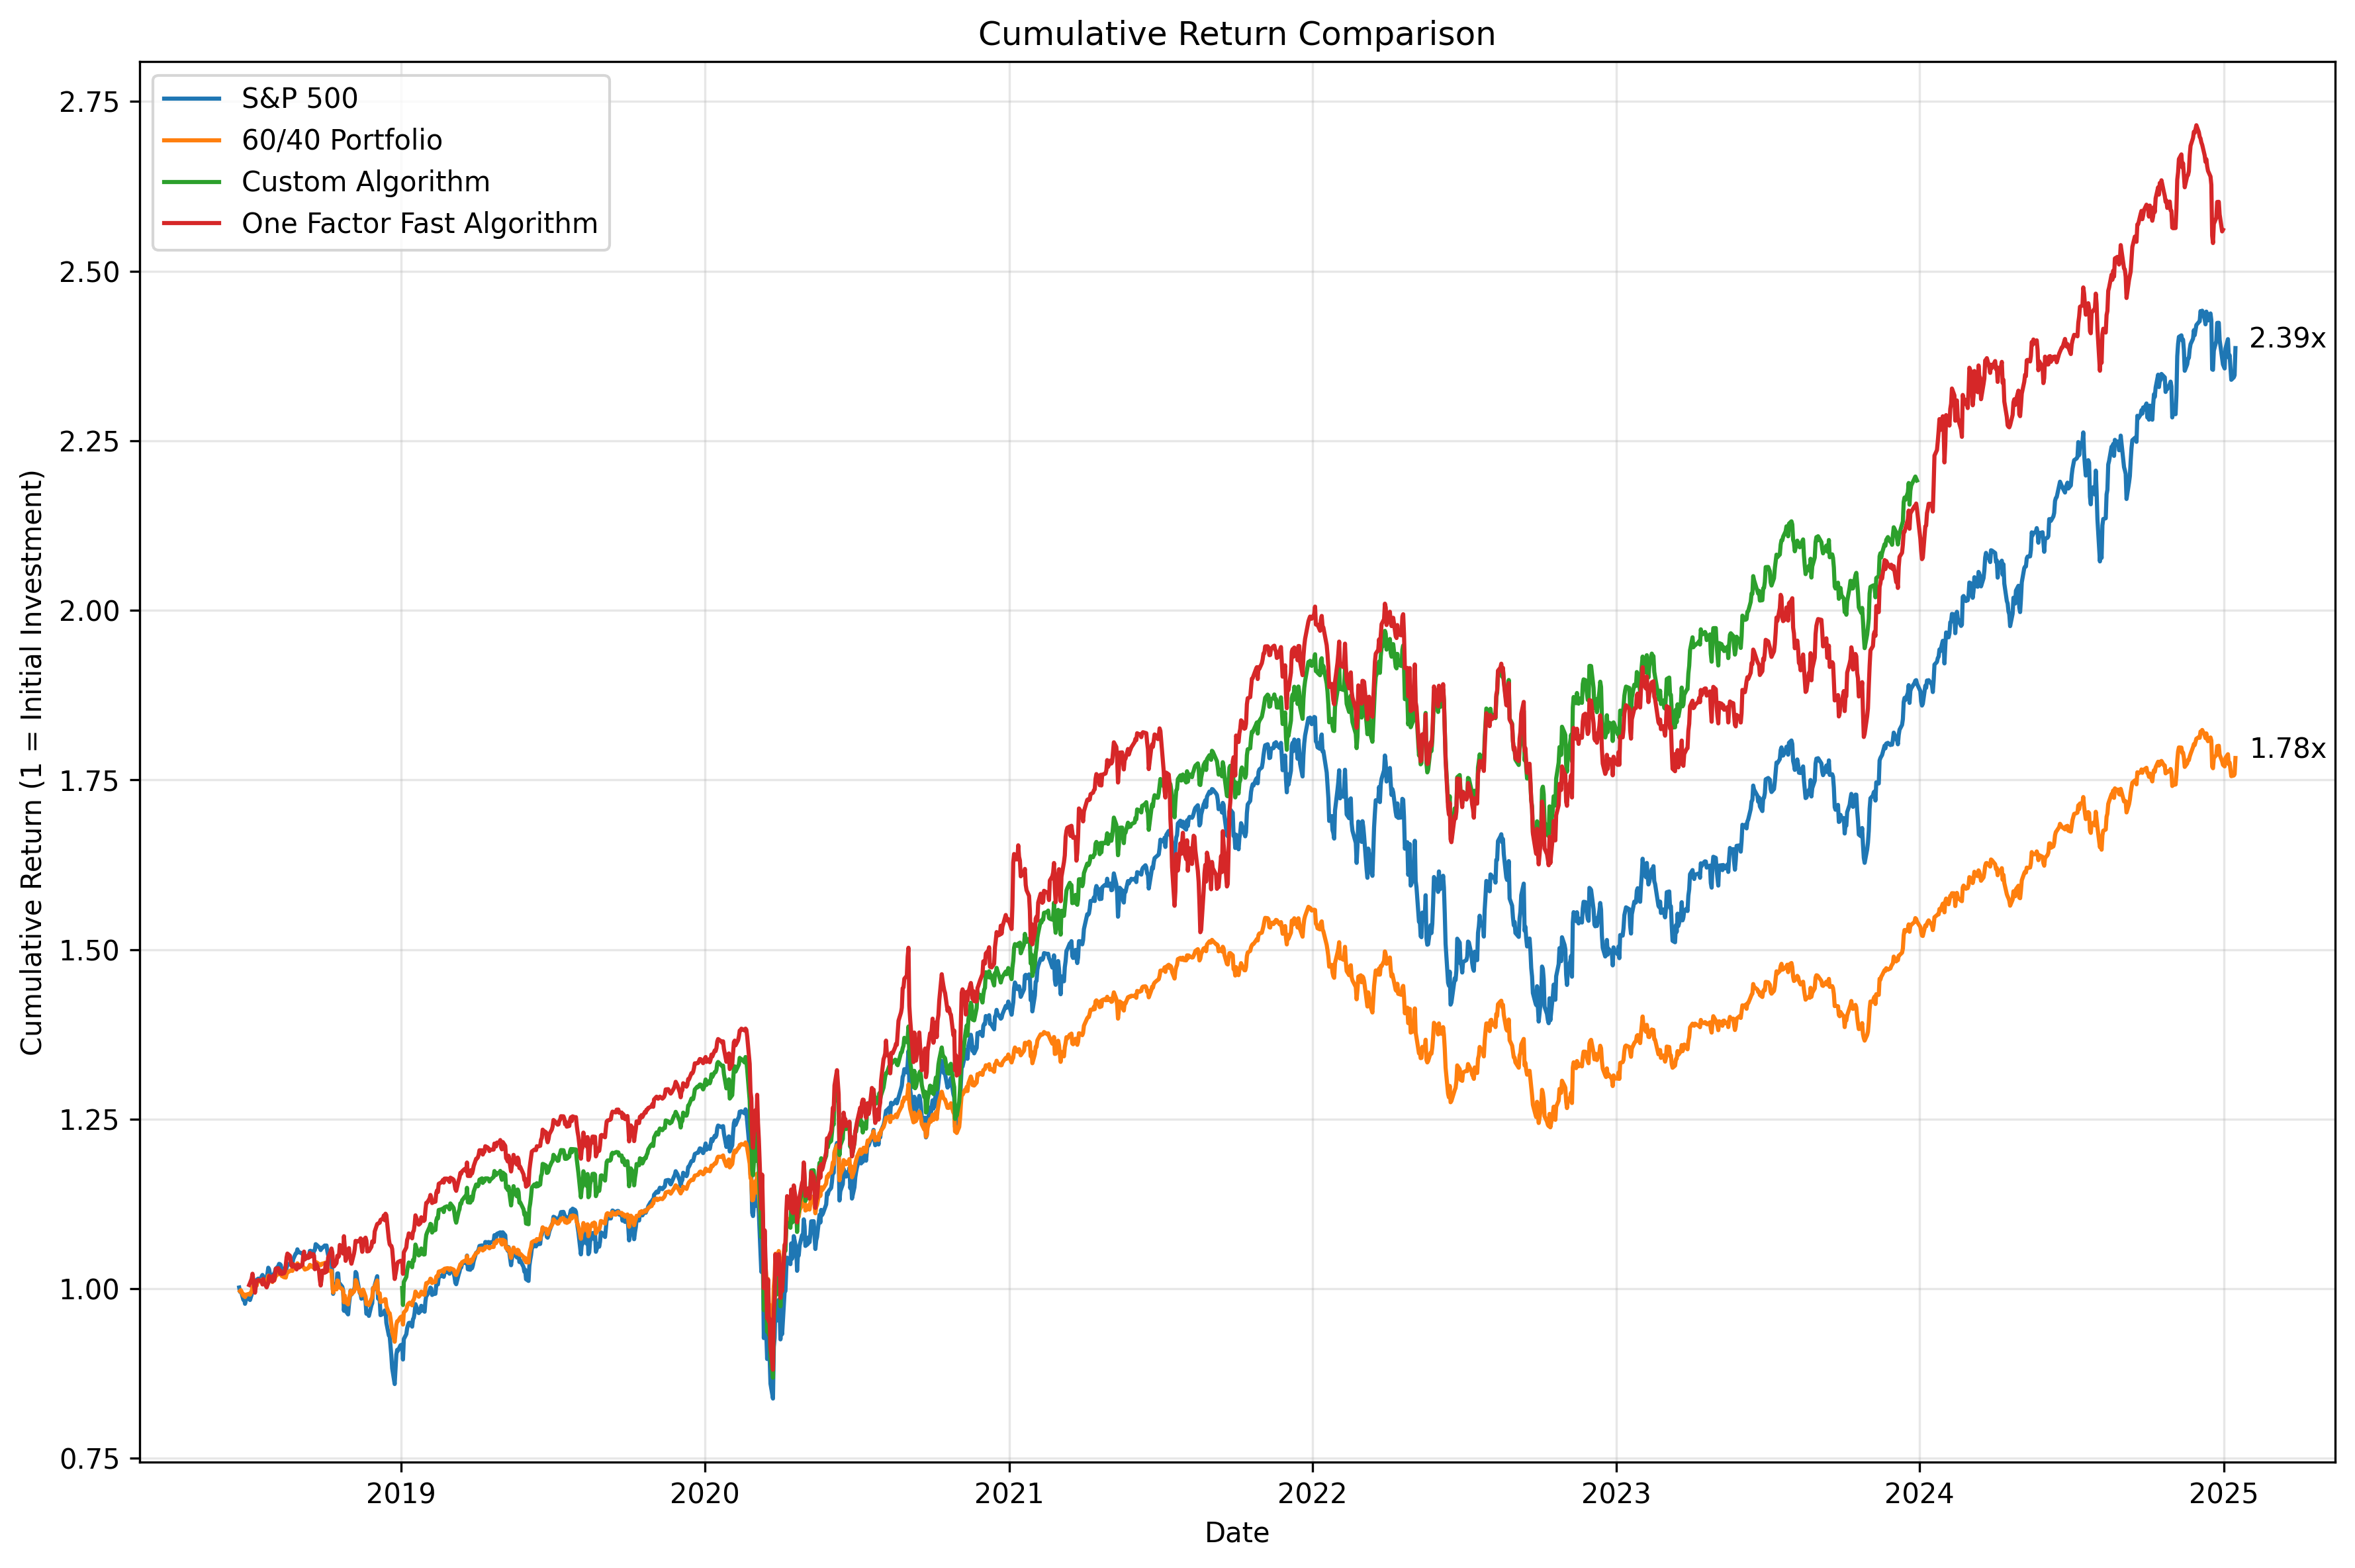 Cumulative Return Comparison
S&P 500
60/40 Portfolio
Custom Algorithm
One Factor Fast Algorithm
Cumulative Return (1 = Initial Investment)
2.75
2.50
2.25
2.00
1.75
1.50
1.25
1.00
0.75
2.39x
1.78x
2019 2020 2021 2022 2023 2024 2025
Date